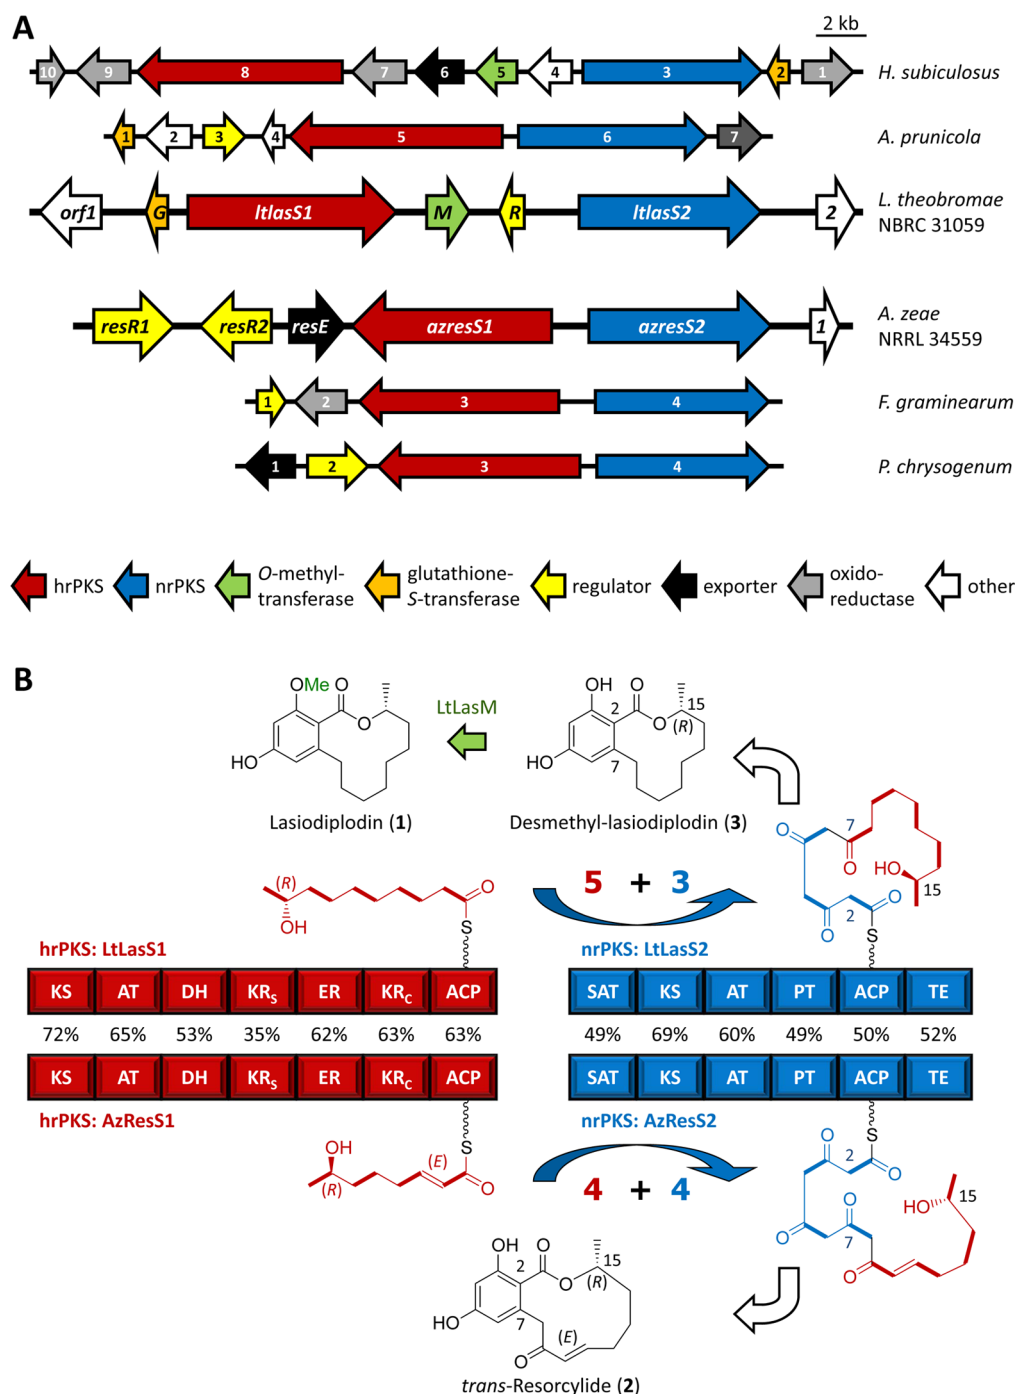 A
2 kb
10 9 8 7 6 5 4 3 2 1 H. subiculosus
1 2 3 4 5 6 7 A. prunicola
orf1 G ltlasS1 M R ltlasS2 2 L. theobromae
NBRC 31059
resR1 resR2 resE azresS1 azresS2 1 A. zeae
NRRL 34559
1 2 3 4 F. graminearum
1 2 3 4 P. chrysogenum
hrPKS nrPKS O-methyl-
transferase glutathione-
S-transferase regulator exporter oxido-
reductase other
B
OMe O O HO
Lasiodiplodin (1)
LtLasM
OH O O HO 2 7 15 (R)
Desmethyl-lasiodiplodin (3)
O O 7 HO 15 2 O O S
(R) OH O S
5 + 3
hrPKS: LtLasS1
nrPKS: LtLasS2
KS AT DH KRS ER KRC ACP
SAT KS AT PT ACP TE
72% 65% 53% 35% 62% 63% 63%
49% 69% 60% 49% 50% 52%
KS AT DH KRS ER KRC ACP
SAT KS AT PT ACP TE
hrPKS: AzResS1
nrPKS: AzResS2
OH (R) (E) O S
4 + 4
S O 2 O O O 7 O HO 15
OH O O HO 2 7 15 (R) (E) O
trans-Resorcylide (2)